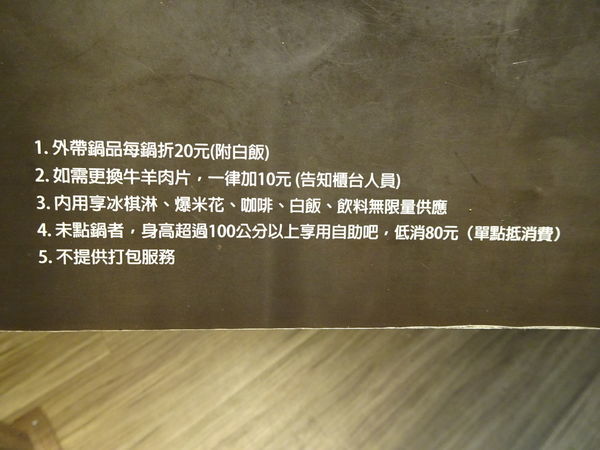 1. 外帶鍋品每鍋折20元(附白飯)
2. 如需更換牛羊肉片，一律加10元 (告知櫃台人員)
3. 內用享冰棋淋、爆米花、咖啡、白飯、飲料無限量供應
4. 未點鍋者，身高超過100公分以上享用自助吧，低消80元（單點抵消費）
5. 不提供打包服務